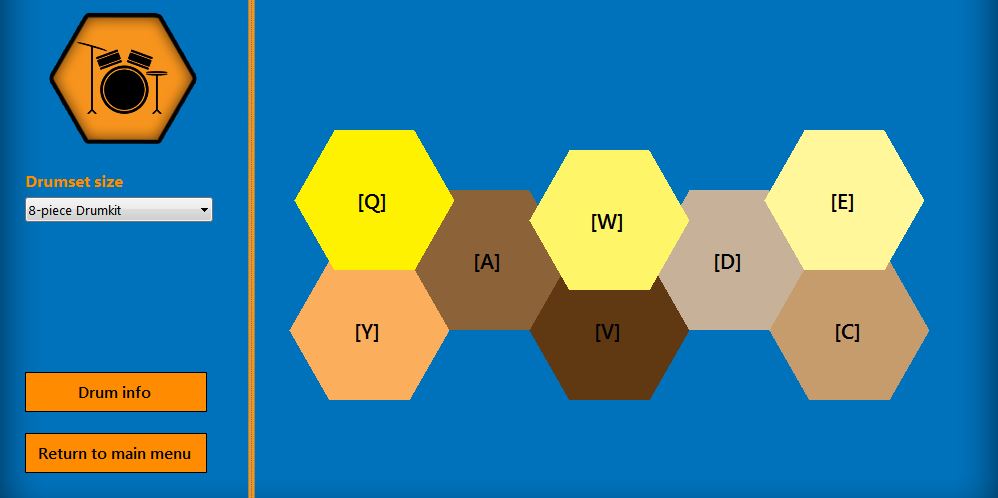 Drumset size
8-piece Drumkit
Drum info
Return to main menu
[Q]
[W]
[E]
[A]
[D]
[Y]
[V]
[C]